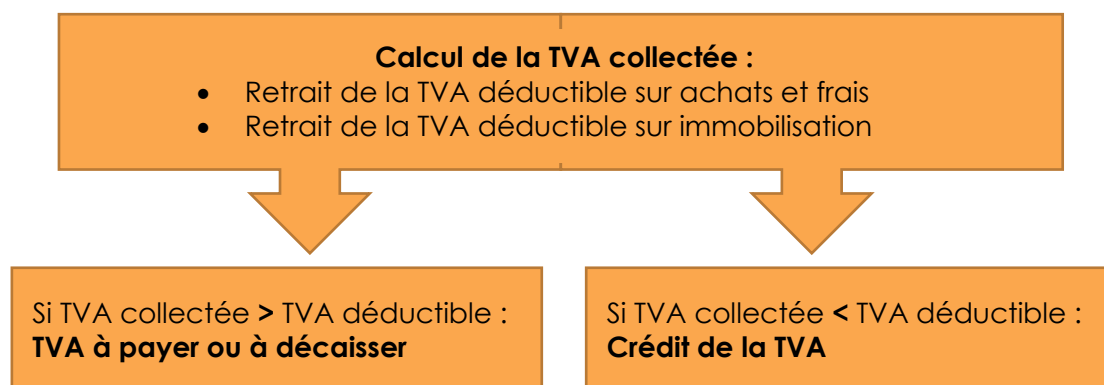 Calcul de la TVA collectée :
• Retrait de la TVA déductible sur achats et frais
• Retrait de la TVA déductible sur immobilisation
Si TVA collectée > TVA déductible :
TVA à payer ou à décaisser
Si TVA collectée < TVA déductible :
Crédit de la TVA